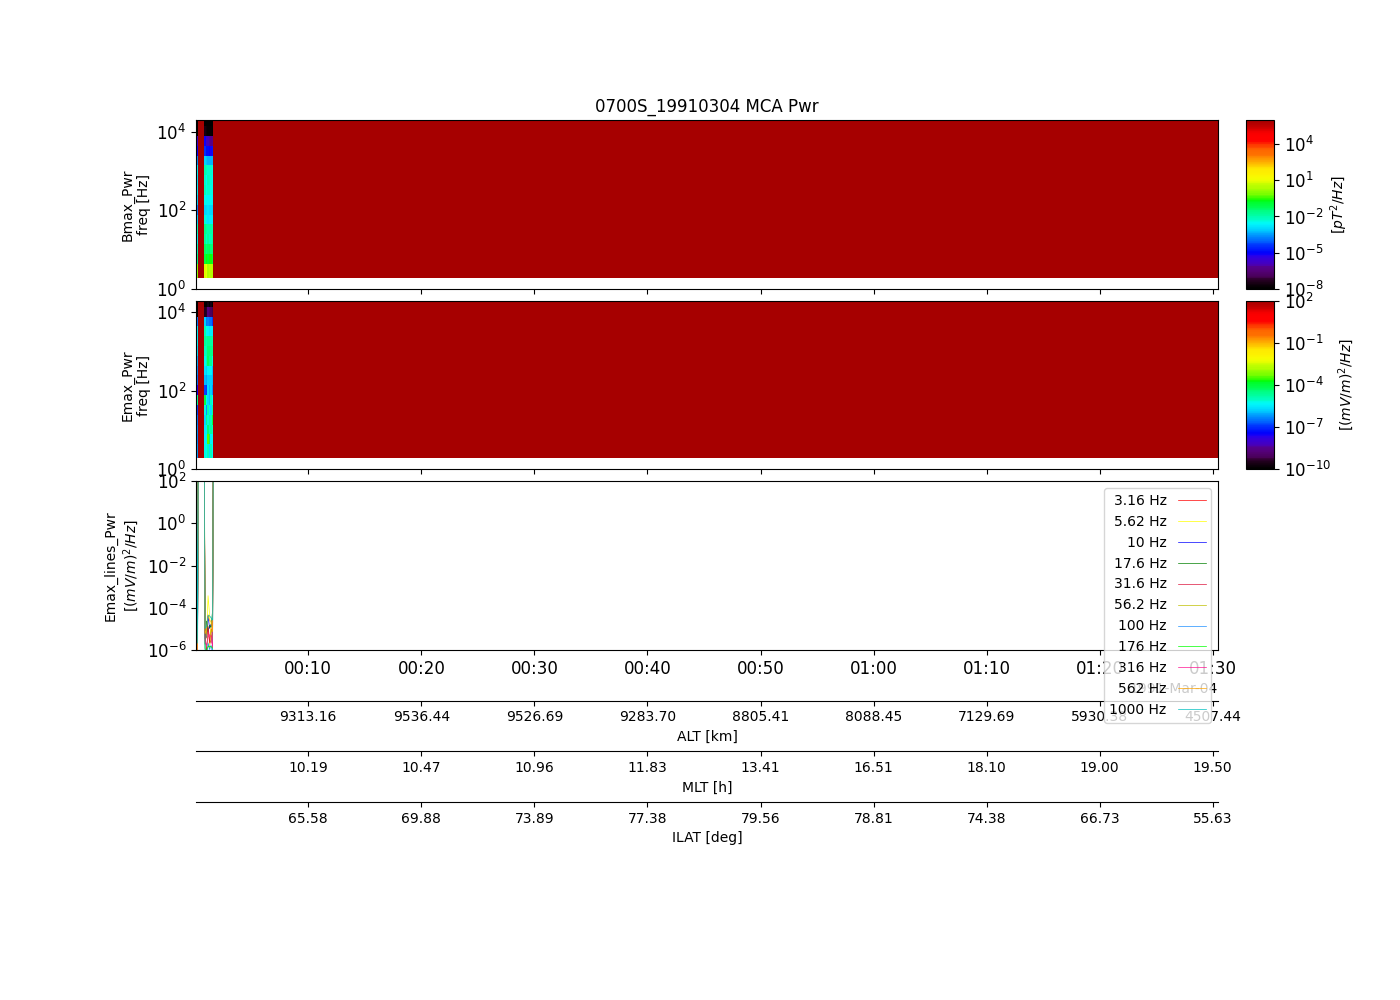 0700S_19910304 MCA Pwr
10^4
10^2
10^0
Bmax_Pwr
freq [Hz]
10^4
10^1
10^-2
10^-5
10^-8
[pT^2/Hz]
10^4
10^2
10^0
Emax_Pwr
freq [Hz]
10^2
10^-1
10^-4
10^-7
10^-10
[(mV/m)^2/Hz]
10^2
10^0
10^-2
10^-4
10^-6
Emax_lines_Pwr
[(mV/m)^2/Hz]
3.16 Hz
5.62 Hz
10 Hz
17.6 Hz
31.6 Hz
56.2 Hz
100 Hz
176 Hz
316 Hz
562 Hz
1000 Hz
00:10 00:20 00:30 00:40 00:50 01:00 01:10 01:20 01:30
9313.16 9536.44 9526.69 9283.70 8805.41 8088.45 7129.69 5930.38 4507.44
ALT [km]
10.19 10.47 10.96 11.83 13.41 16.51 18.10 19.00 19.50
MLT [h]
65.58 69.88 73.89 77.38 79.56 78.81 74.38 66.73 55.63
ILAT [deg]